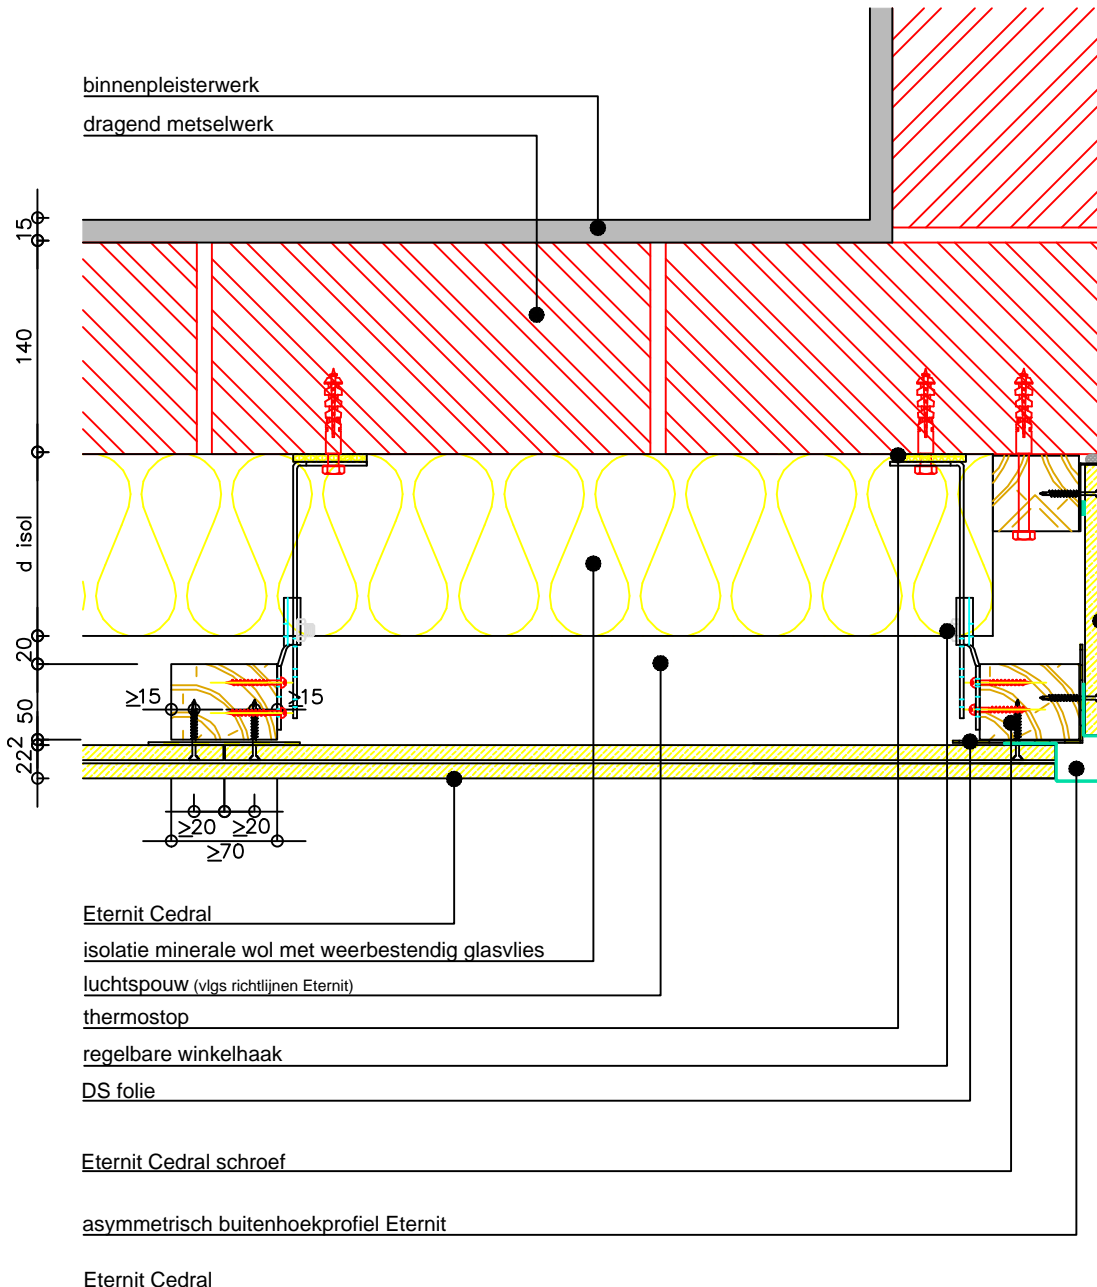 binnenpleisterwerk
dragend metselwerk
15
140
d isol
20
50
2
22
≥15
≥15
≥20
≥20
≥70
Eternit Cedral
isolatie minerale wol met weerbestendig glasvlies
luchtspouw (vlgs richtlijnen Eternit)
thermostop
regelbare winkelhaak
DS folie
Eternit Cedral schroef
asymmetrisch buitenhoekprofiel Eternit
Eternit Cedral